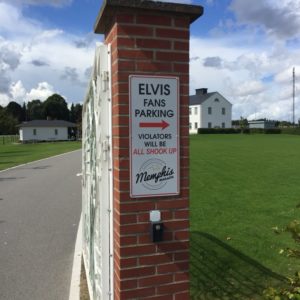 ELVIS
FANS
PARKING
VIOLATORS
WILL BE
ALL SHOOK UP
Memphis